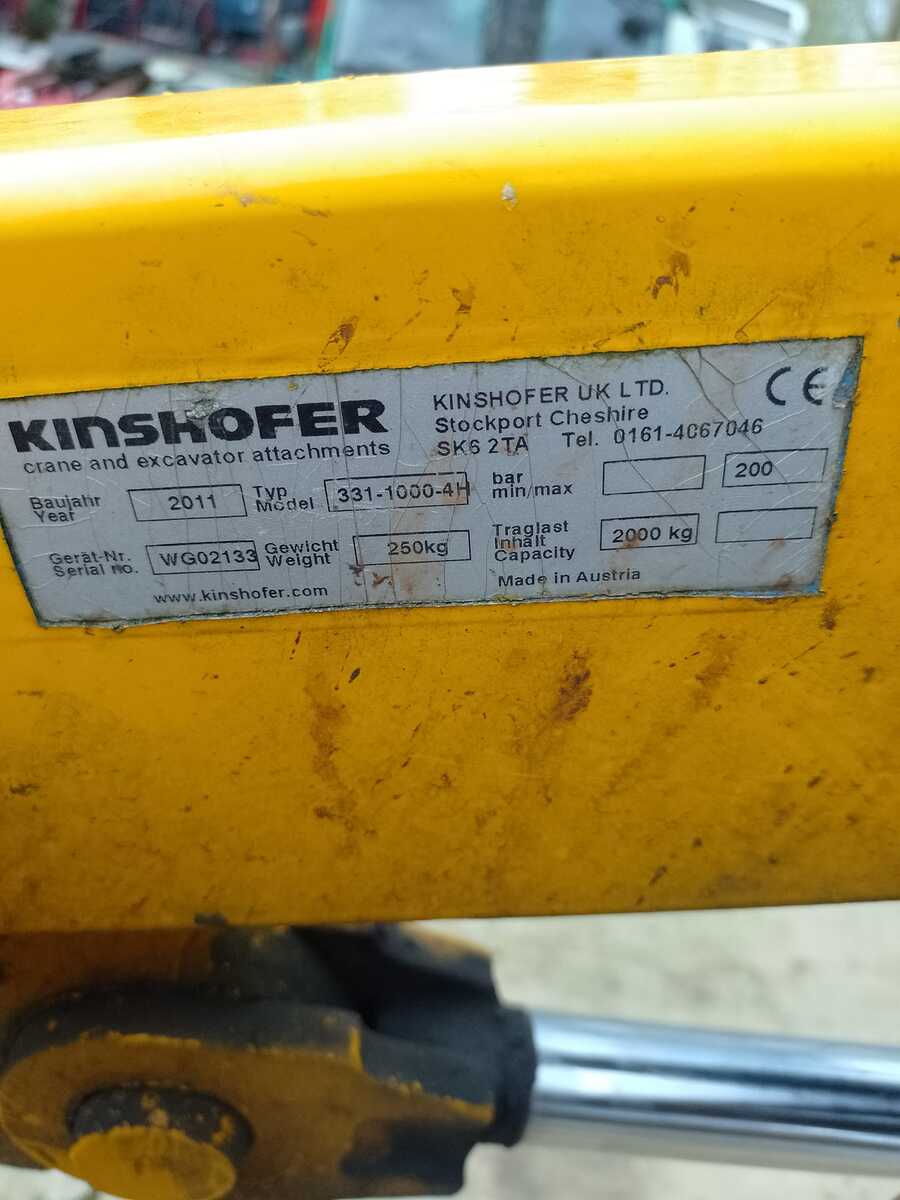 KINSHOFER
crane and excavator attachments
KINSHOFER UK LTD.
Stockport Cheshire
SK6 2TA Tel. 0161-4067046
CE
Baujahr
Year
2011
Typ
Model
331-1000-4H
bar
min/max
200
Gerät-Nr.
Serial no.
WG02133
Gewicht
Weight
250kg
Traglast
Inhalt
Capacity
2000 kg
www.kinshofer.com
Made in Austria